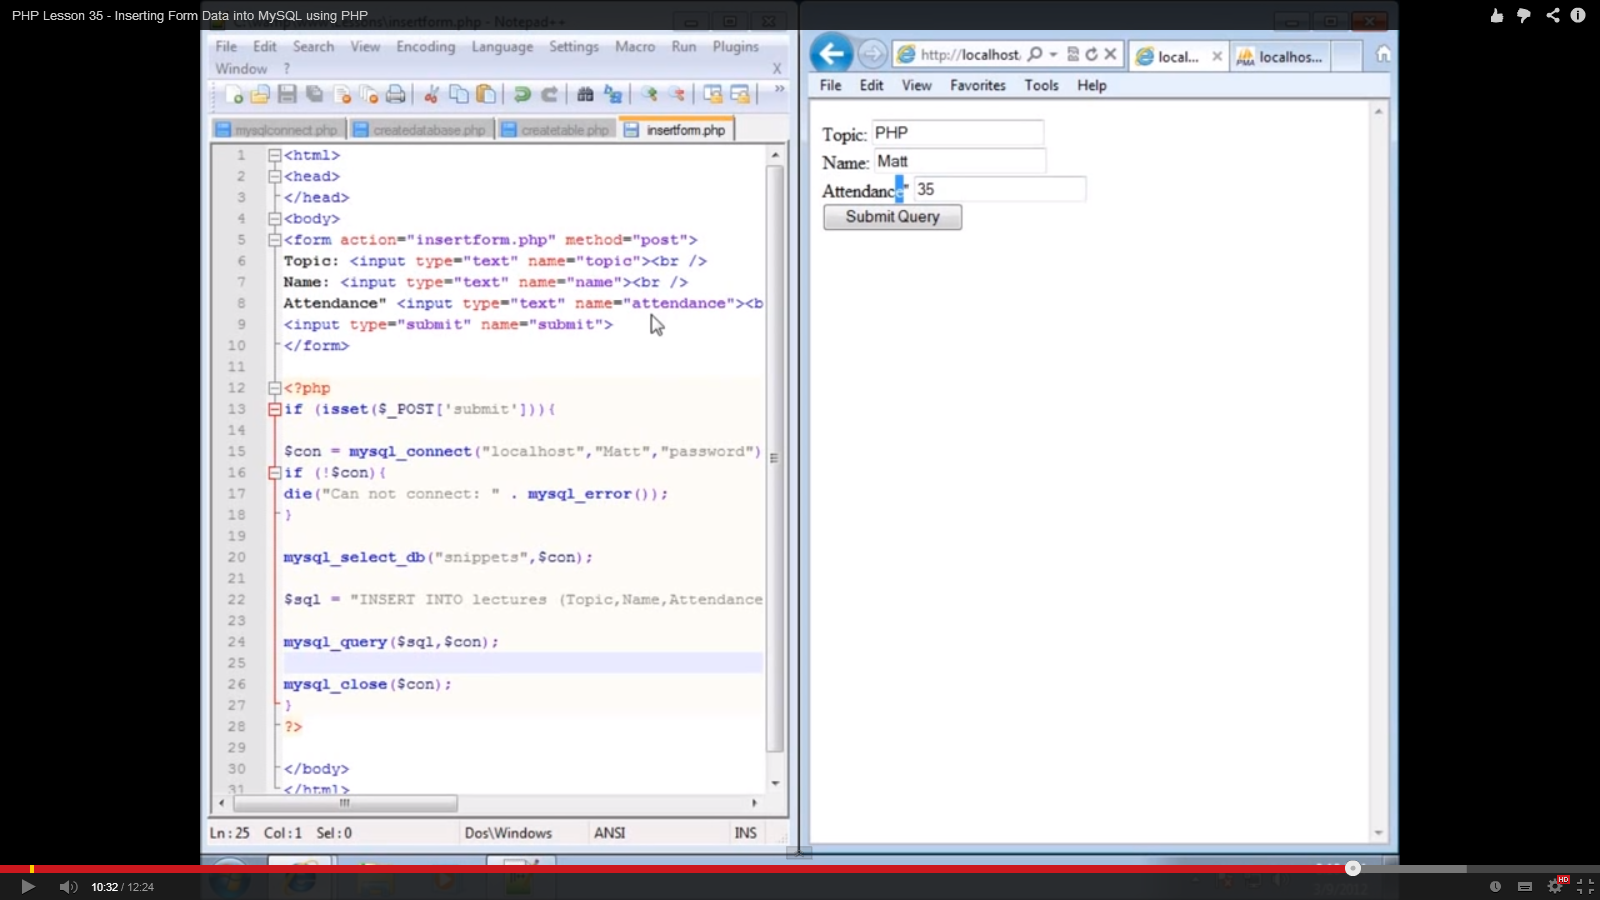 PHP Lesson 35 - Inserting Form Data into MySQL using PHP
File Edit Search View Encoding Language Settings Macro Run Plugins
Window ? X
mysqlconnect.php createdatabase.php createtable.php insertform.php
1 <html>
2 <head>
3 </head>
4 <body>
5 <form action="insertform.php" method="post">
6 Topic: <input type="text" name="topic"><br />
7 Name: <input type="text" name="name"><br />
8 Attendance" <input type="text" name="attendance"><b
9 <input type="submit" name="submit">
10 </form>
11
12 <?php
13 if (isset($_POST['submit'])){
14
15 $con = mysql_connect("localhost","Matt","password")
16 if (!$con){
17 die("Can not connect: " . mysql_error());
18 }
19
20 mysql_select_db("snippets",$con);
21
22 $sql = "INSERT INTO lectures (Topic,Name,Attendance
23
24 mysql_query($sql,$con);
25
26 mysql_close($con);
27 }
28 ?>
29
30 </body>
31 </html>
Ln:25 Col:1 Sel:0 Dos\Windows ANSI INS
http://localhost. local... localhos...
File Edit View Favorites Tools Help
Topic: PHP
Name: Matt
Attendance" 35
Submit Query
10:32 / 12:24
HD